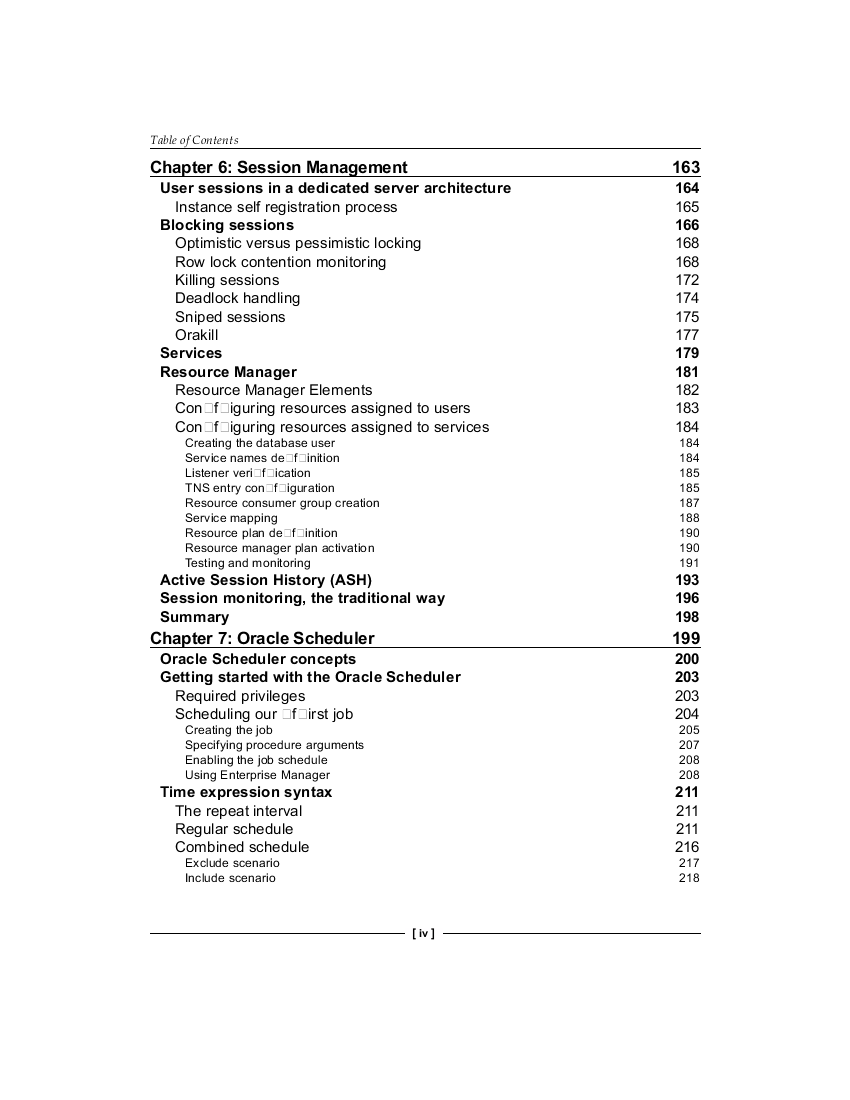 Table of Contents
Chapter 6: Session Management 163
User sessions in a dedicated server architecture 164
Instance self registration process 165
Blocking sessions 166
Optimistic versus pessimistic locking 168
Row lock contention monitoring 168
Killing sessions 172
Deadlock handling 174
Sniped sessions 175
Orakill 177
Services 179
Resource Manager 181
Resource Manager Elements 182
Con□f□iguring resources assigned to users 183
Con□f□iguring resources assigned to services 184
Creating the database user 184
Service names de□f□inition 184
Listener veri□f□ication 185
TNS entry con□f□iguration 185
Resource consumer group creation 187
Service mapping 188
Resource plan de□f□inition 190
Resource manager plan activation 190
Testing and monitoring 191
Active Session History (ASH) 193
Session monitoring, the traditional way 196
Summary 198
Chapter 7: Oracle Scheduler 199
Oracle Scheduler concepts 200
Getting started with the Oracle Scheduler 203
Required privileges 203
Scheduling our □f□irst job 204
Creating the job 205
Specifying procedure arguments 207
Enabling the job schedule 208
Using Enterprise Manager 208
Time expression syntax 211
The repeat interval 211
Regular schedule 211
Combined schedule 216
Exclude scenario 217
Include scenario 218
[ iv ]